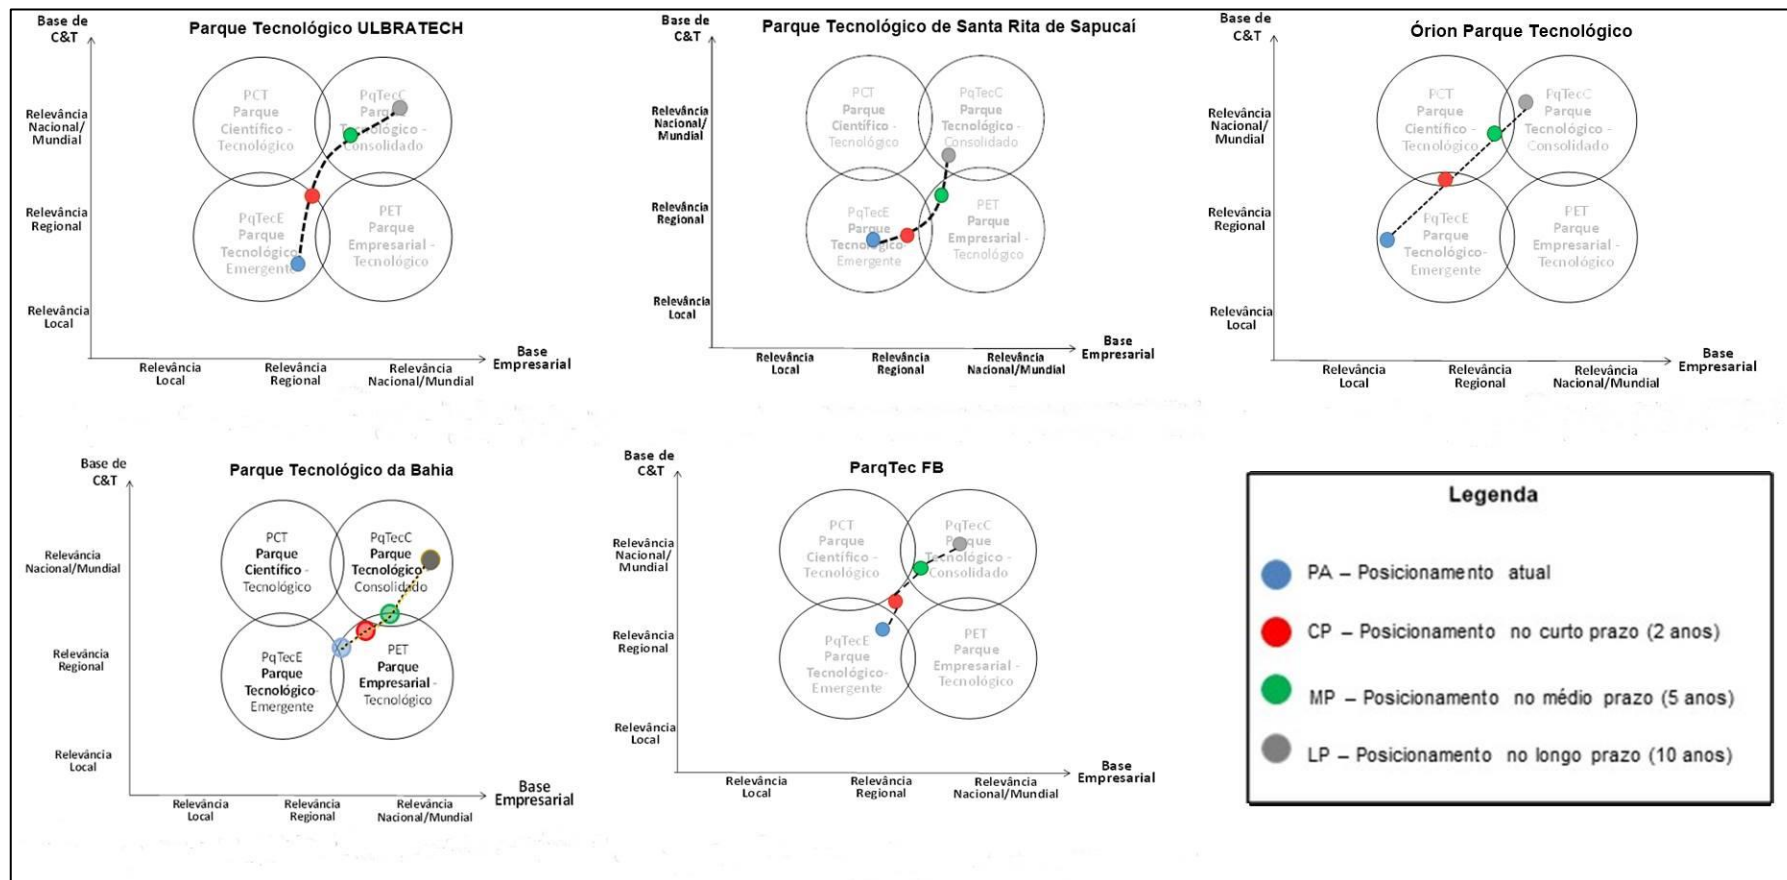 Base de
C&T
Parque Tecnológico ULBRATECH
PCT
Parque
Científico -
Tecnológico
PqTecC
Parque
Tecnológico -
Consolidado
Relevância
Nacional/
Mundial
Relevância
Regional
PqTecE
Parque
Tecnológico
Emergente
PET
Parque
Empresarial -
Tecnológico
Relevância
Local
Base
Empresarial
Relevância
Local
Relevância
Regional
Relevância
Nacional/Mundial
Base de
C&T
Parque Tecnológico de Santa Rita de Sapucaí
PCT
Parque
Científico -
Tecnológico
PqTecC
Parque
Tecnológico -
Consolidado
Relevância
Nacional/
Mundial
Relevância
Regional
PqTecE
Parque
Tecnológico-
Emergente
PET
Parque
Empresarial -
Tecnológico
Relevância
Local
Base
Empresarial
Relevância
Local
Relevância
Regional
Relevância
Nacional/Mundial
Base de
C&T
Órion Parque Tecnológico
PCT
Parque
Científico -
Tecnológico
PqTecC
Parque
Tecnológico -
Consolidado
Relevância
Nacional/
Mundial
Relevância
Regional
PqTecE
Parque
Tecnológico-
Emergente
PET
Parque
Empresarial -
Tecnológico
Relevância
Local
Base
Empresarial
Relevância
Local
Relevância
Regional
Relevância
Nacional/Mundial
Base de
C&T
Parque Tecnológico da Bahia
PCT
Parque
Científico -
Tecnológico
PqTecC
Parque
Tecnológico
Consolidado
Relevância
Nacional/Mundial
Relevância
Regional
PqTecE
Parque
Tecnológico-
Emergente
PET
Parque
Empresarial -
Tecnológico
Relevância
Local
Base
Empresarial
Relevância
Local
Relevância
Regional
Relevância
Nacional/Mundial
Base de
C&T
ParqTec FB
PCT
Parque
Científico -
Tecnológico
PqTecC
Parque
Tecnológico -
Consolidado
Relevância
Nacional/
Mundial
Relevância
Regional
PqTecE
Parque
Tecnológico-
Emergente
PET
Parque
Empresarial -
Tecnológico
Relevância
Local
Base
Empresarial
Relevância
Local
Relevância
Regional
Relevância
Nacional/Mundial
Legenda
PA – Posicionamento atual
CP – Posicionamento no curto prazo (2 anos)
MP – Posicionamento no médio prazo (5 anos)
LP – Posicionamento no longo prazo (10 anos)